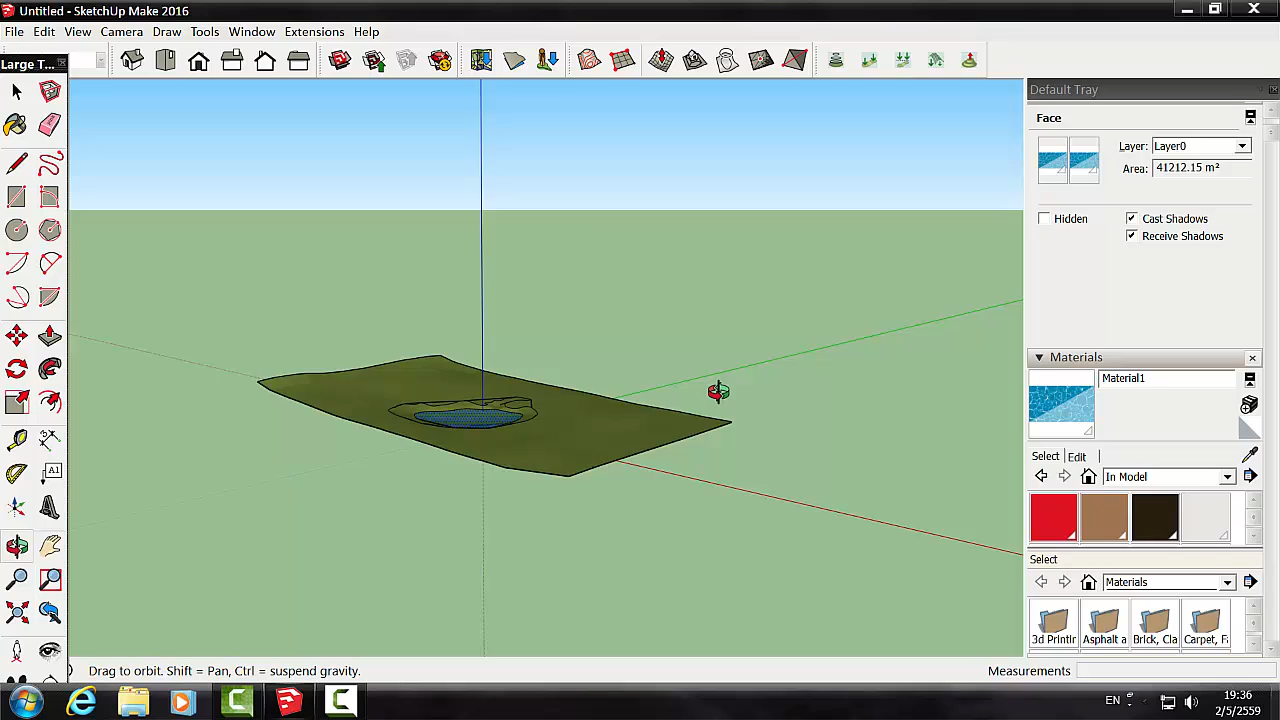 Untitled - SketchUp Make 2016
File Edit View Camera Draw Tools Window Extensions Help
Large T...
A1
Default Tray
Face
Layer: Layer0
Area: 41212.15 m²
Hidden
Cast Shadows
Receive Shadows
Materials
Material1
Select Edit
In Model
Select
Materials
3d Printir Asphalt a Brick, Cla Carpet, Fa
Drag to orbit. Shift = Pan, Ctrl = suspend gravity.
Measurements
EN
19:36
2/5/2559